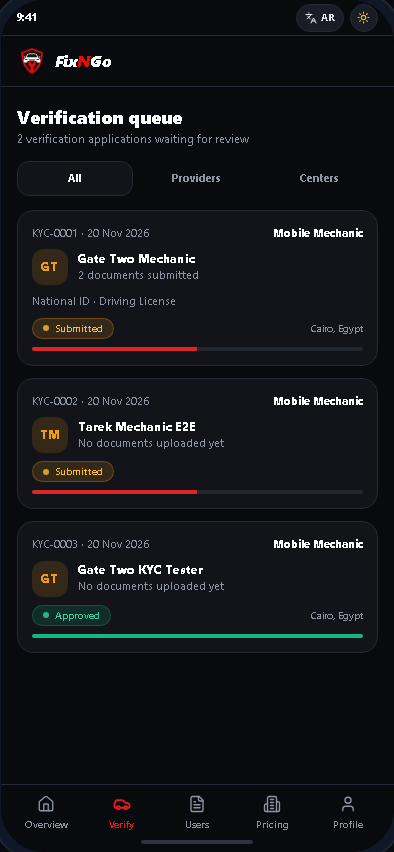 9:41
AR
FixNGo
Verification queue
2 verification applications waiting for review
All
Providers
Centers
KYC-0001 · 20 Nov 2026
Mobile Mechanic
GT
Gate Two Mechanic
2 documents submitted
National ID · Driving License
Submitted
Cairo, Egypt
KYC-0002 · 20 Nov 2026
Mobile Mechanic
TM
Tarek Mechanic E2E
No documents uploaded yet
Submitted
KYC-0003 · 20 Nov 2026
Mobile Mechanic
GT
Gate Two KYC Tester
No documents uploaded yet
Approved
Cairo, Egypt
Overview
Verify
Users
Pricing
Profile